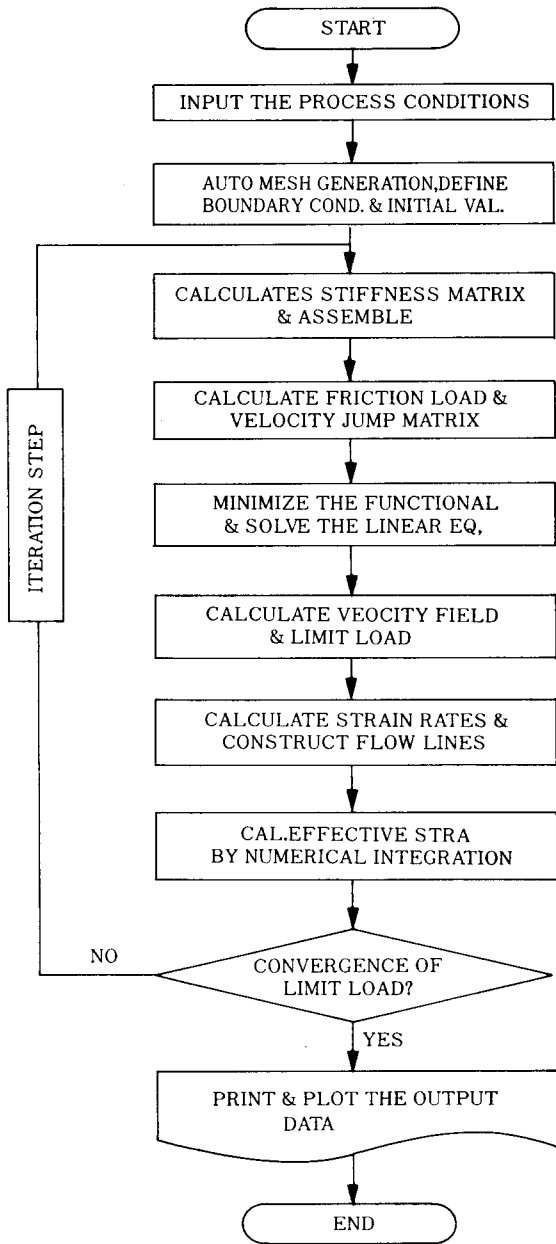 START
INPUT THE PROCESS CONDITIONS
AUTO MESH GENERATION,DEFINE
BOUNDARY COND. & INITIAL VAL.
CALCULATES STIFFNESS MATRIX
& ASSEMBLE
CALCULATE FRICTION LOAD &
VELOCITY JUMP MATRIX
ITERATION STEP
MINIMIZE THE FUNCTIONAL
& SOLVE THE LINEAR EQ,
CALCULATE VEOCITY FIELD
& LIMIT LOAD
CALCULATE STRAIN RATES &
CONSTRUCT FLOW LINES
CAL.EFFECTIVE STRA
BY NUMERICAL INTEGRATION
NO
CONVERGENCE OF
LIMIT LOAD?
YES
PRINT & PLOT THE OUTPUT
DATA
END